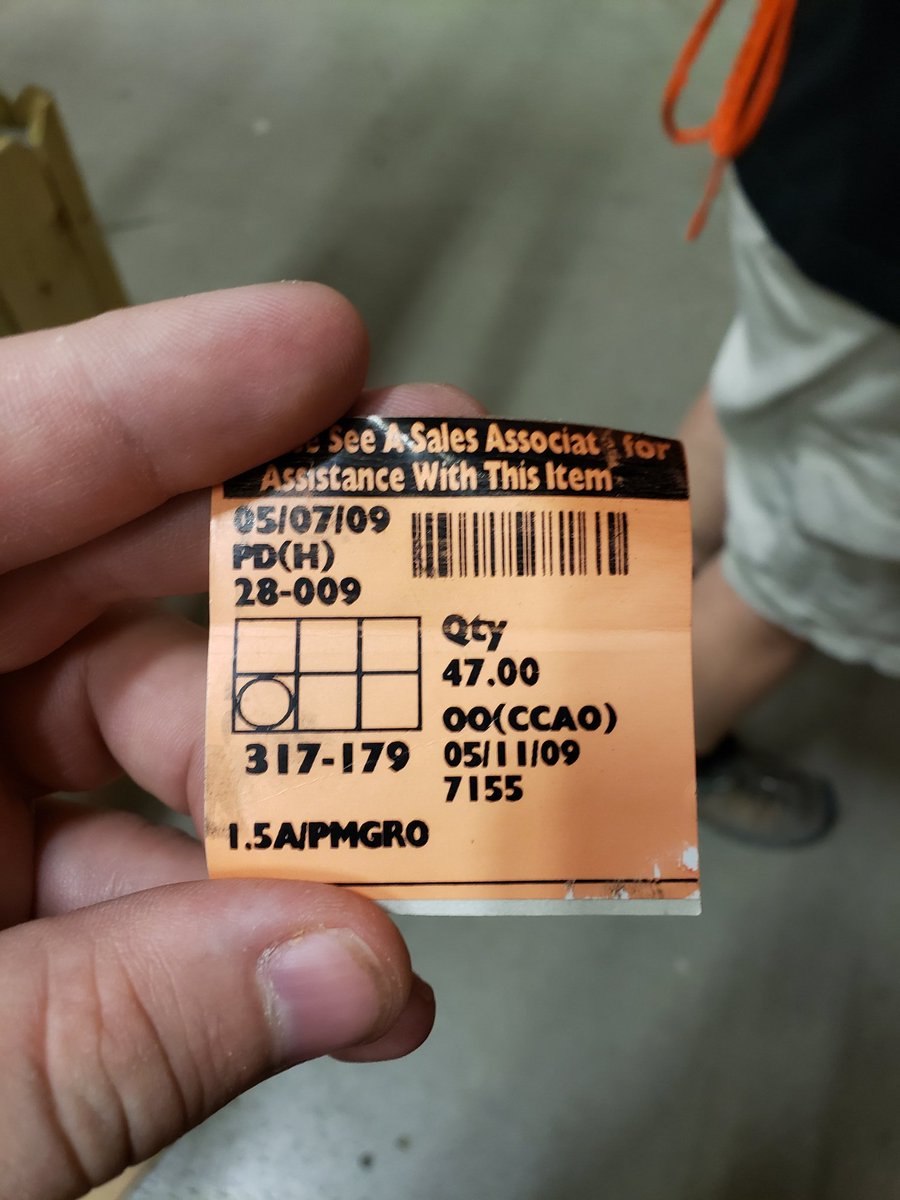 See A Sales Associat for
Assistance With This Item
05/07/09
PD(H)
28-009
Qty
47.00
OO(CCAO)
05/11/09
7155
317-179
1.5A/PMGRO